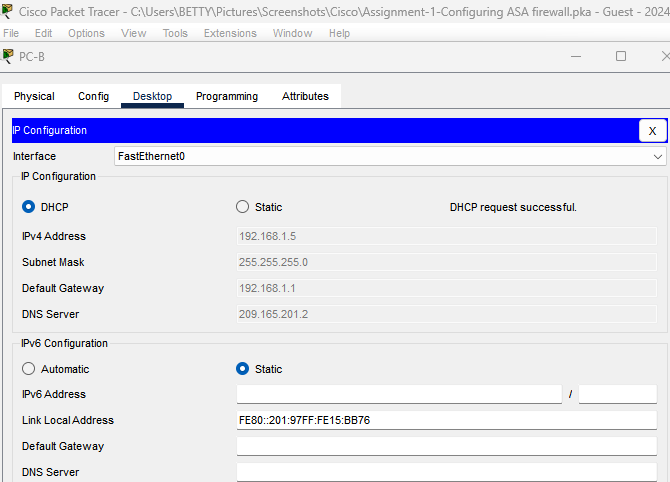 Cisco Packet Tracer - C:\Users\BETTY\Pictures\Screenshots\Cisco\Assignment-1-Configuring ASA firewall.pka - Guest - 2024
File Edit Options View Tools Extensions Window Help
PC-B
Physical Config Desktop Programming Attributes
IP Configuration X
Interface FastEthernet0
IP Configuration
DHCP Static DHCP request successful.
IPv4 Address 192.168.1.5
Subnet Mask 255.255.255.0
Default Gateway 192.168.1.1
DNS Server 209.165.201.2
IPv6 Configuration
Automatic Static
IPv6 Address /
Link Local Address FE80::201:97FF:FE15:BB76
Default Gateway
DNS Server